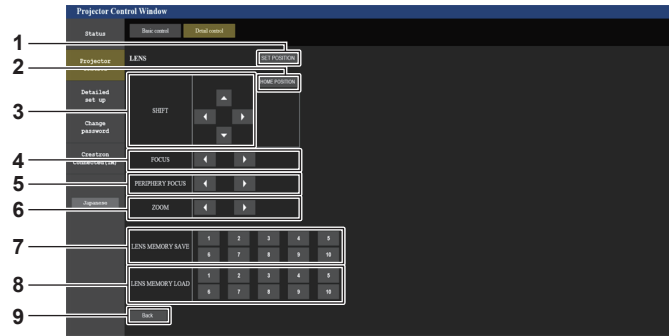 Projector Control Window
Status
Basic control
Detail control
1
Projector
LENS
SET POSITION
2
HOME POSITION
Detailed
set up
3
SHIFT
Change
password
Crestron
4
FOCUS
5
PERIPHERY FOCUS
Japanese
6
ZOOM
7
LENS MEMORY SAVE
1 2 3 4 5
6 7 8 9 10
8
LENS MEMORY LOAD
1 2 3 4 5
6 7 8 9 10
9
Back